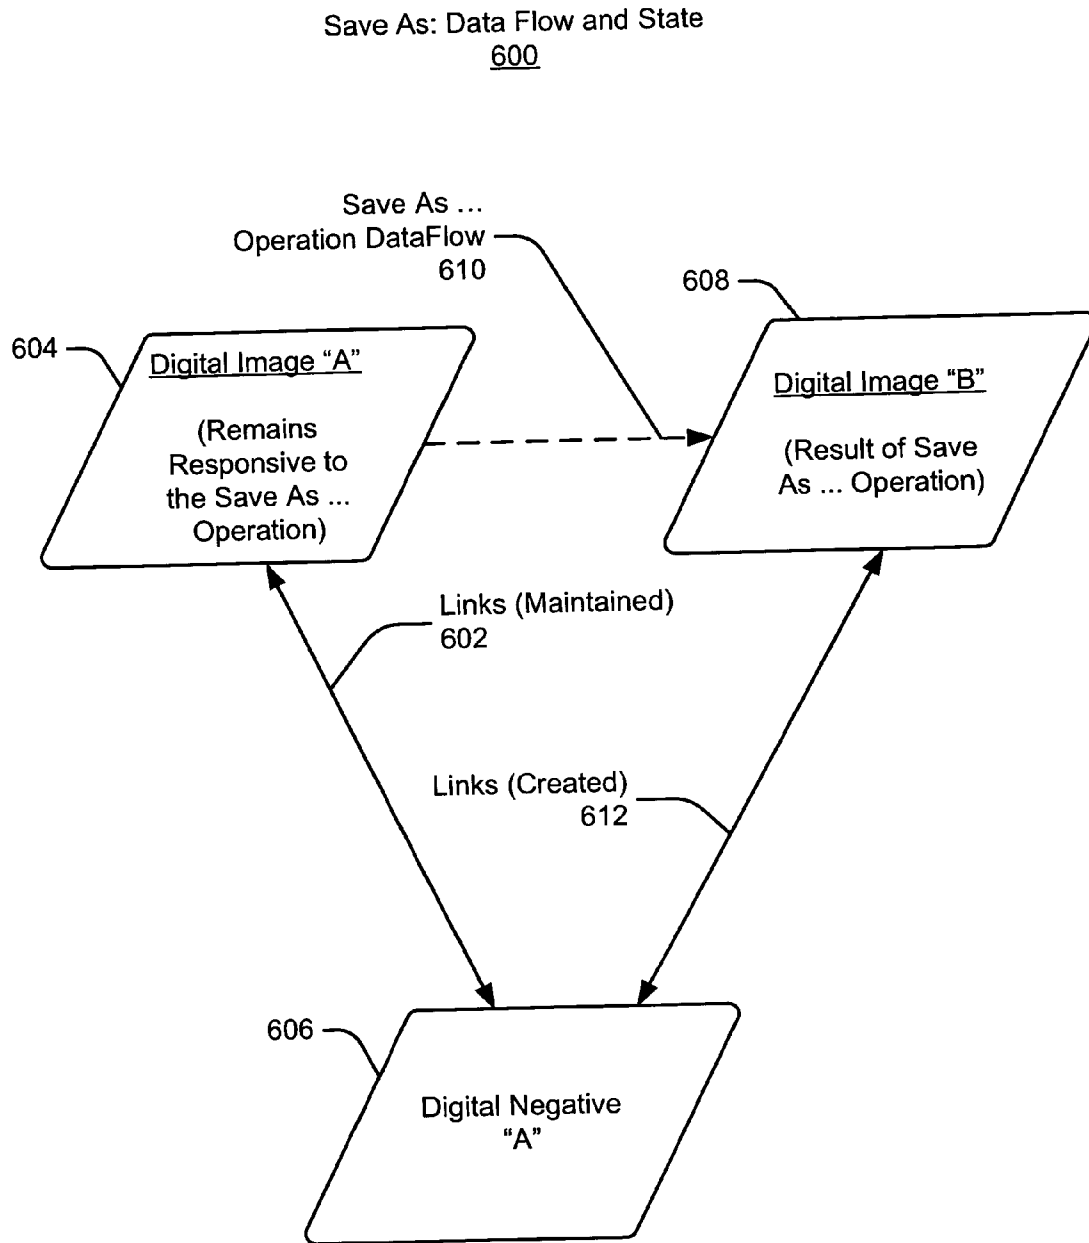 Save As: Data Flow and State
600
Save As ...
Operation DataFlow
610
608
604
Digital Image “A”
(Remains
Responsive to
the Save As ...
Operation)
Digital Image “B”
(Result of Save
As ... Operation)
Links (Maintained)
602
Links (Created)
612
606
Digital Negative
“A”